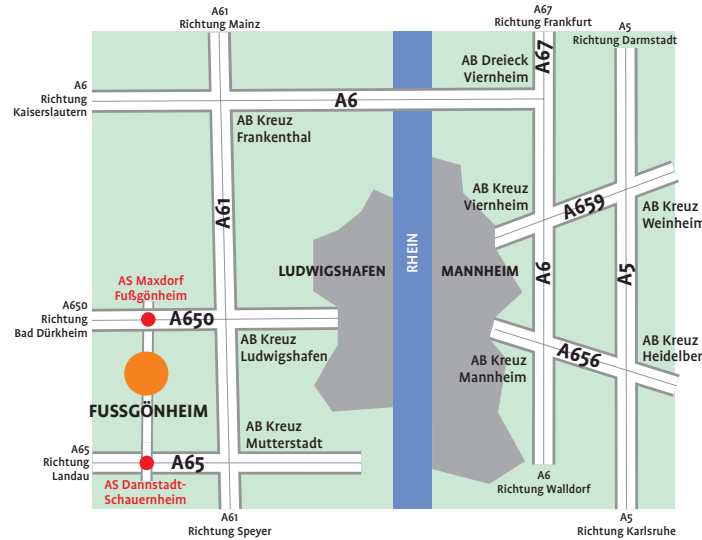 A61
Richtung Mainz
A67
Richtung Frankfurt
A5
Richtung Darmstadt
A67
AB Dreieck
Viernheim
A6
Richtung
Kaiserslautern
A6
AB Kreuz
Frankenthal
AB Kreuz
Viernheim
A659
AB Kreuz
Weinheim
A61
RHEIN
LUDWIGSHAFEN
MANNHEIM
A6
A5
AS Maxdorf
Fußgönheim
A650
Richtung
Bad Dürkheim
A650
AB Kreuz
Ludwigshafen
AB Kreuz
Mannheim
A656
AB Kreuz
Heidelber
FUSSGÖNHEIM
AB Kreuz
Mutterstadt
A65
Richtung
Landau
A65
AS Dannstadt-
Schauernheim
A6
Richtung Walldorf
A61
Richtung Speyer
A5
Richtung Karlsruhe